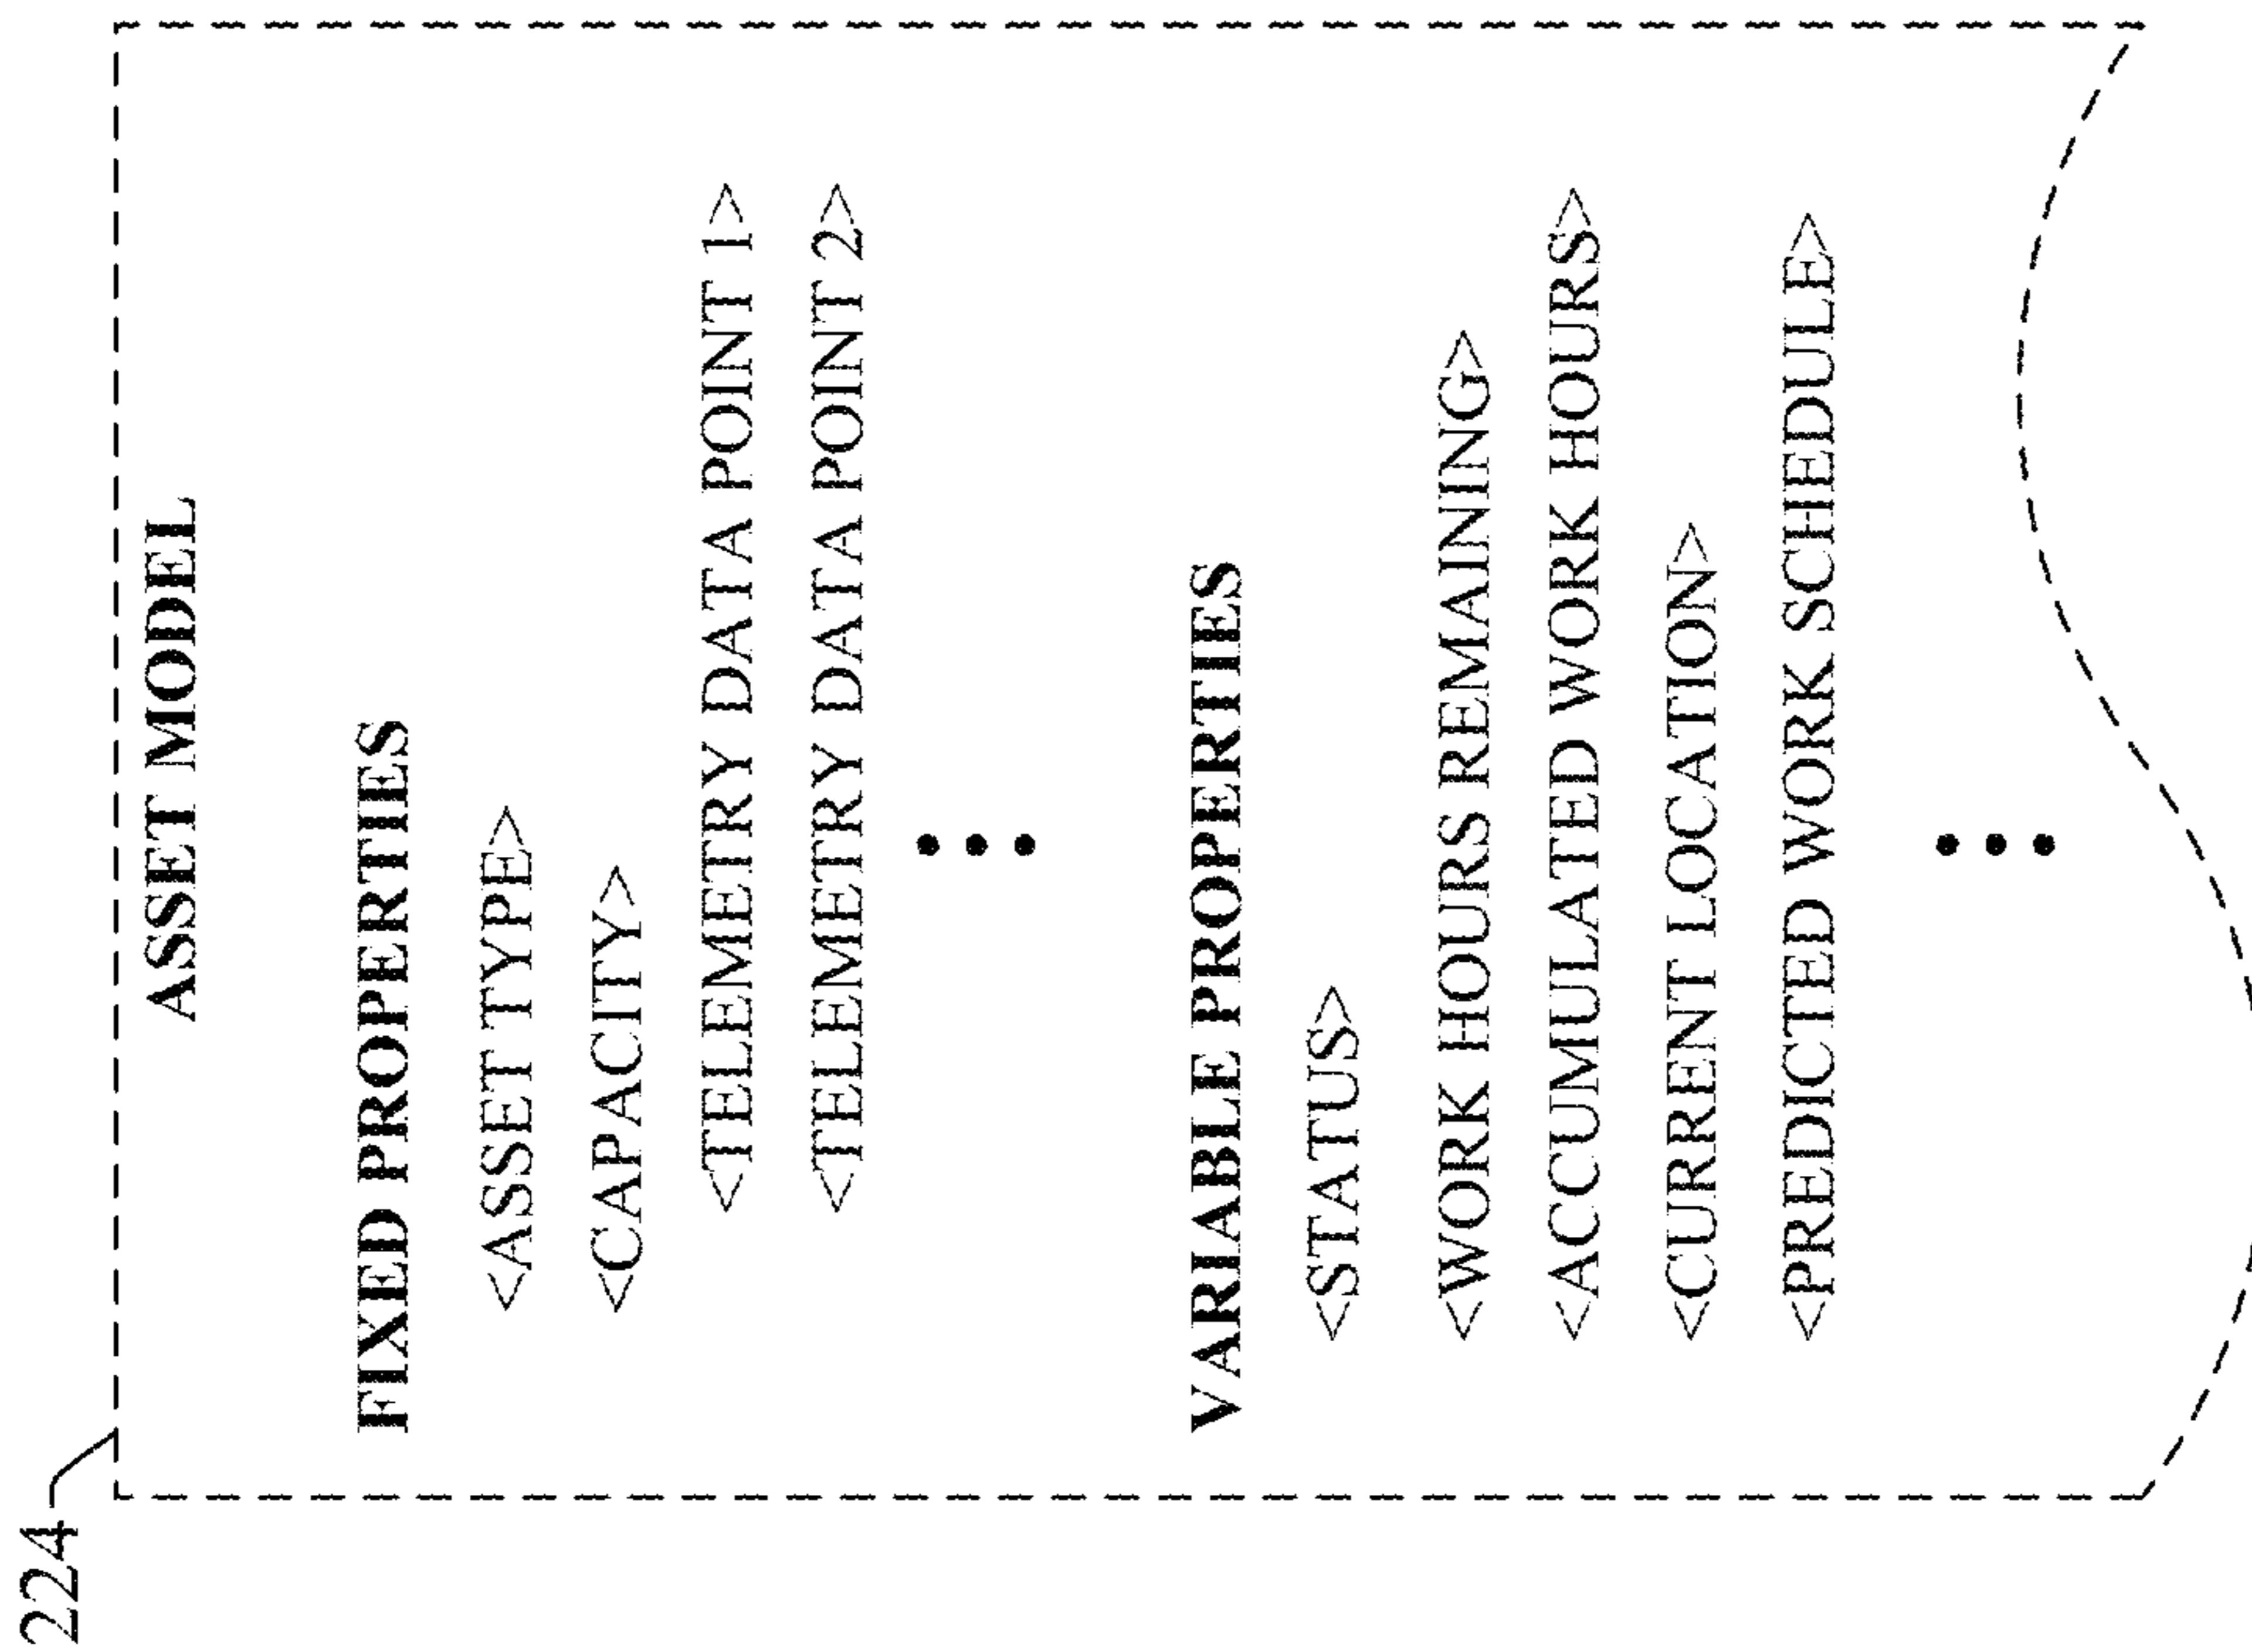 224
ASSET MODEL
FIXED PROPERTIES
<ASSET TYPE>
<CAPACITY>
<TELEMETRY DATA POINT 1>
<TELEMETRY DATA POINT 2>
VARIABLE PROPERTIES
<STATUS>
<WORK HOURS REMAINING>
<ACCUMULATED WORK HOURS>
<CURRENT LOCATION>
<PREDICTED WORK SCHEDULE>